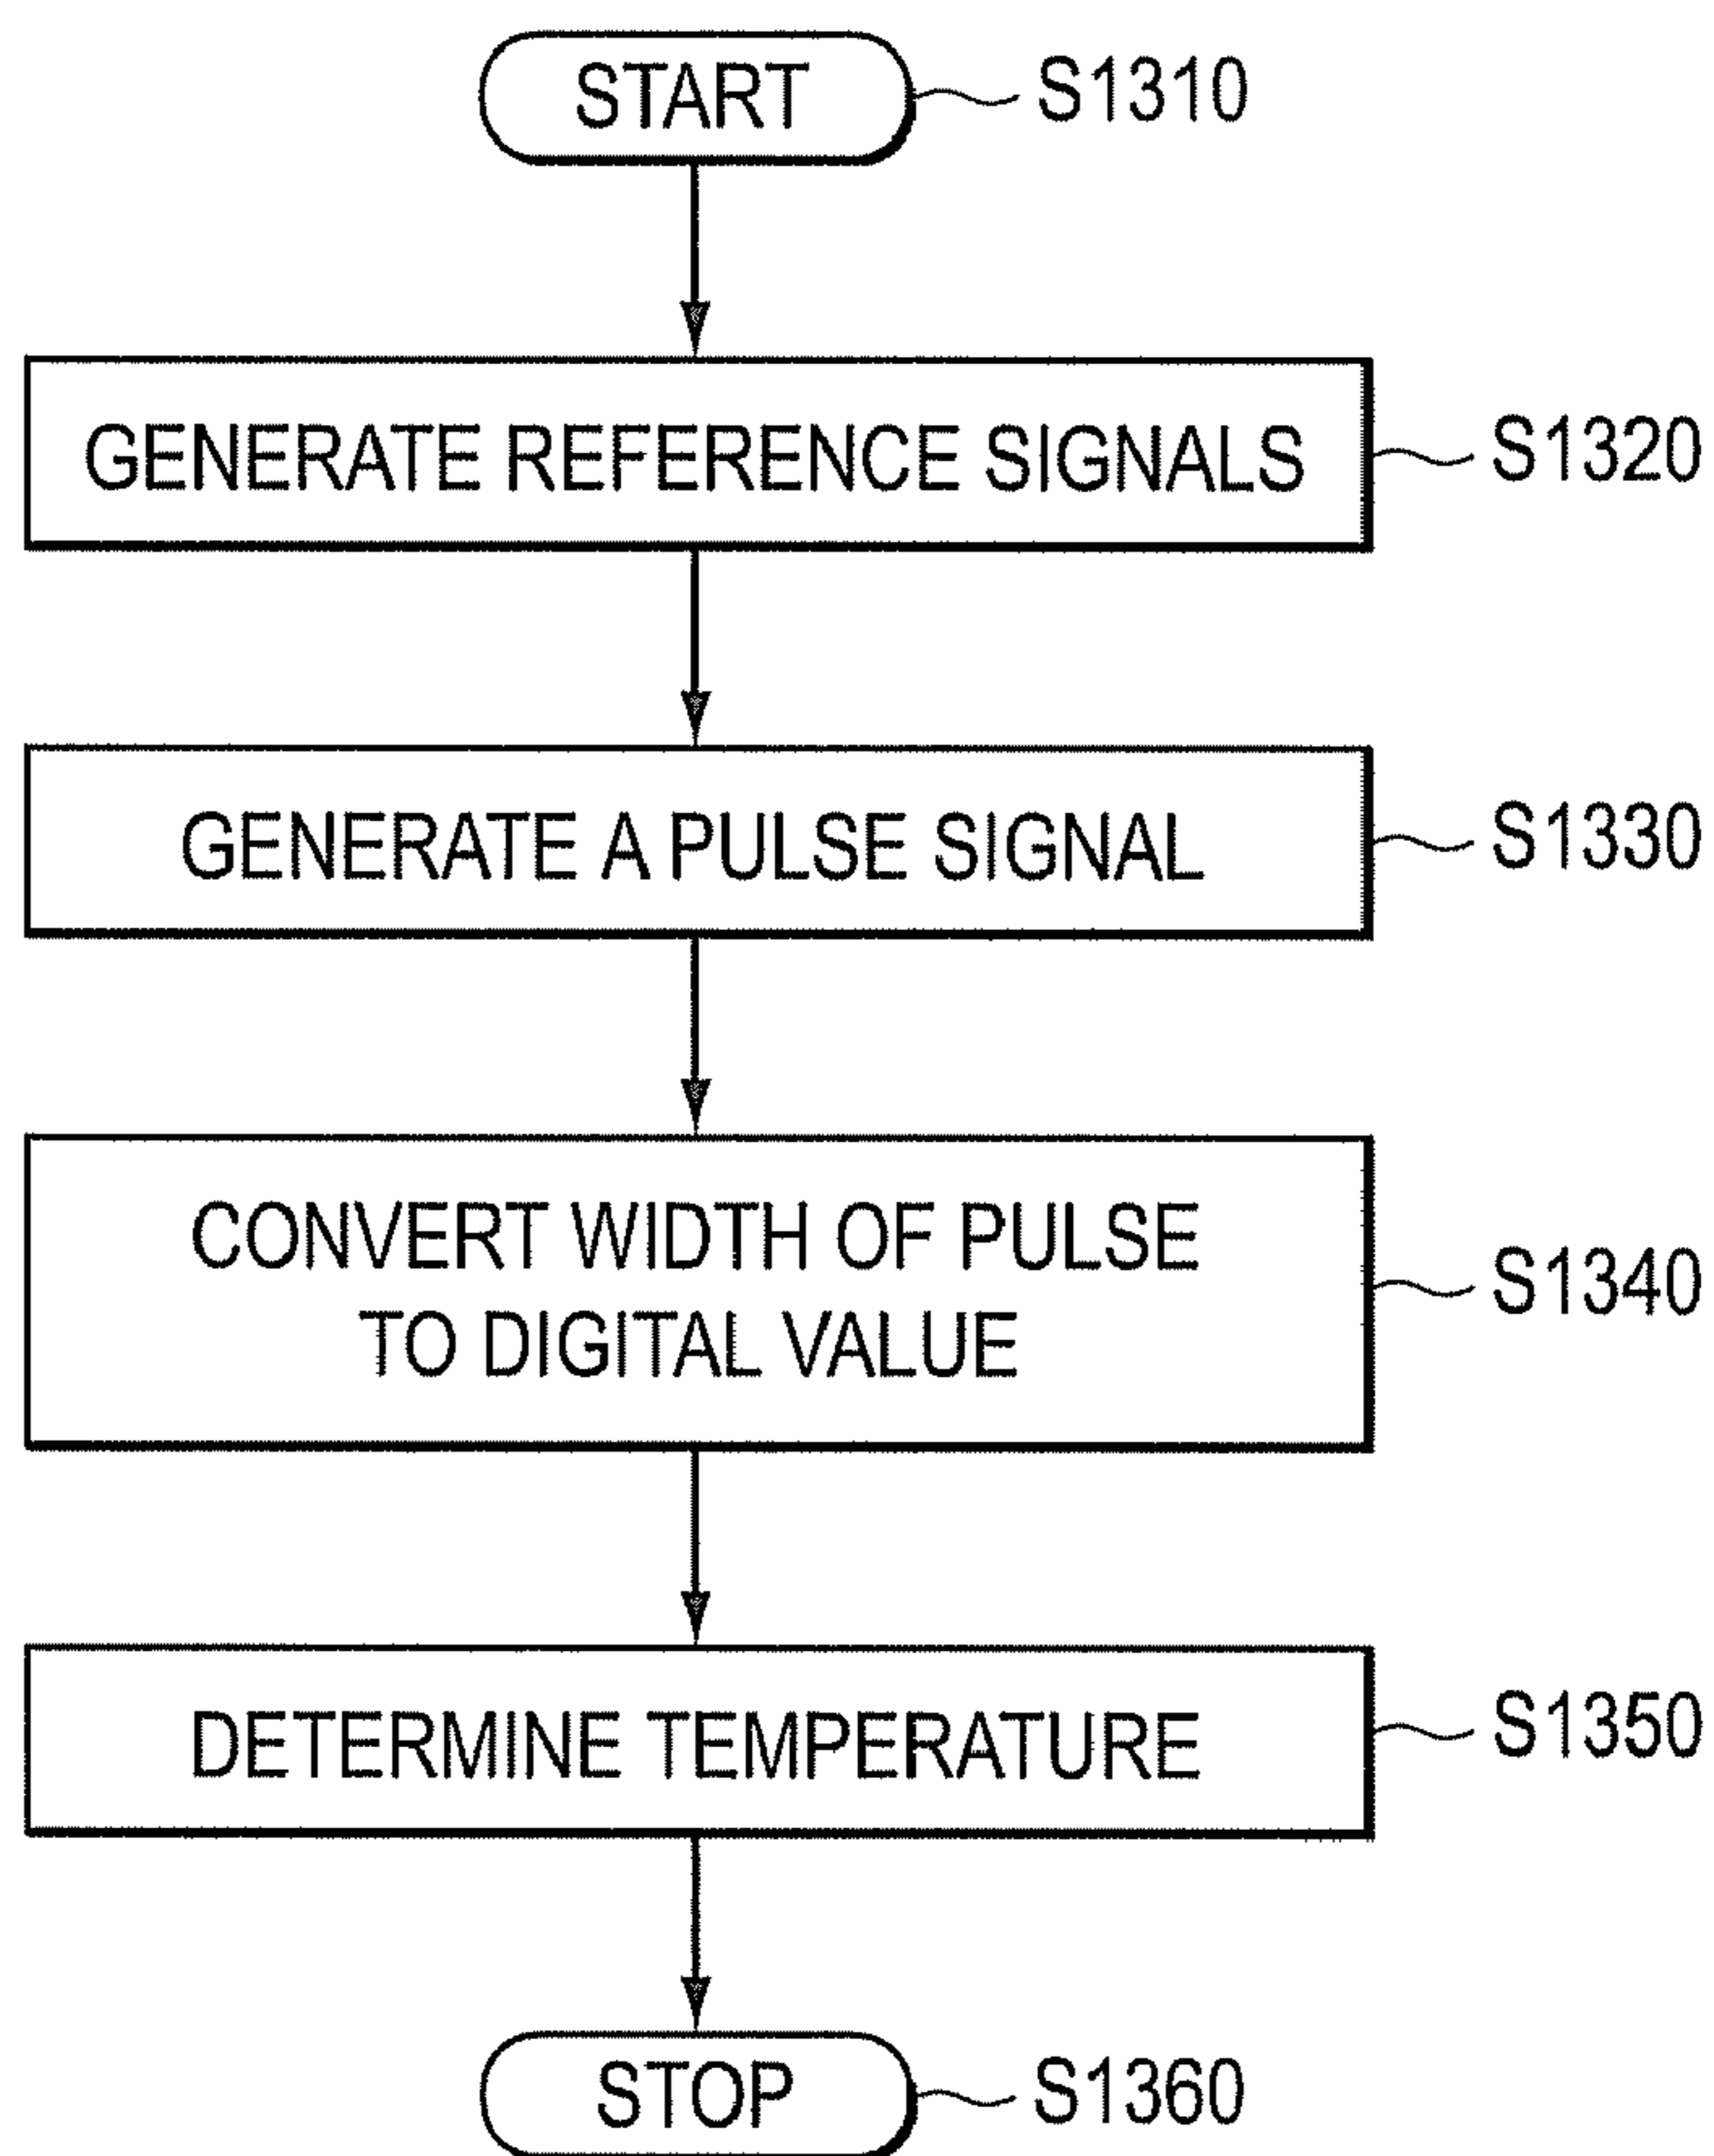 START S1310
GENERATE REFERENCE SIGNALS S1320
GENERATE A PULSE SIGNAL S1330
CONVERT WIDTH OF PULSE
TO DIGITAL VALUE
S1340
DETERMINE TEMPERATURE S1350
STOP S1360